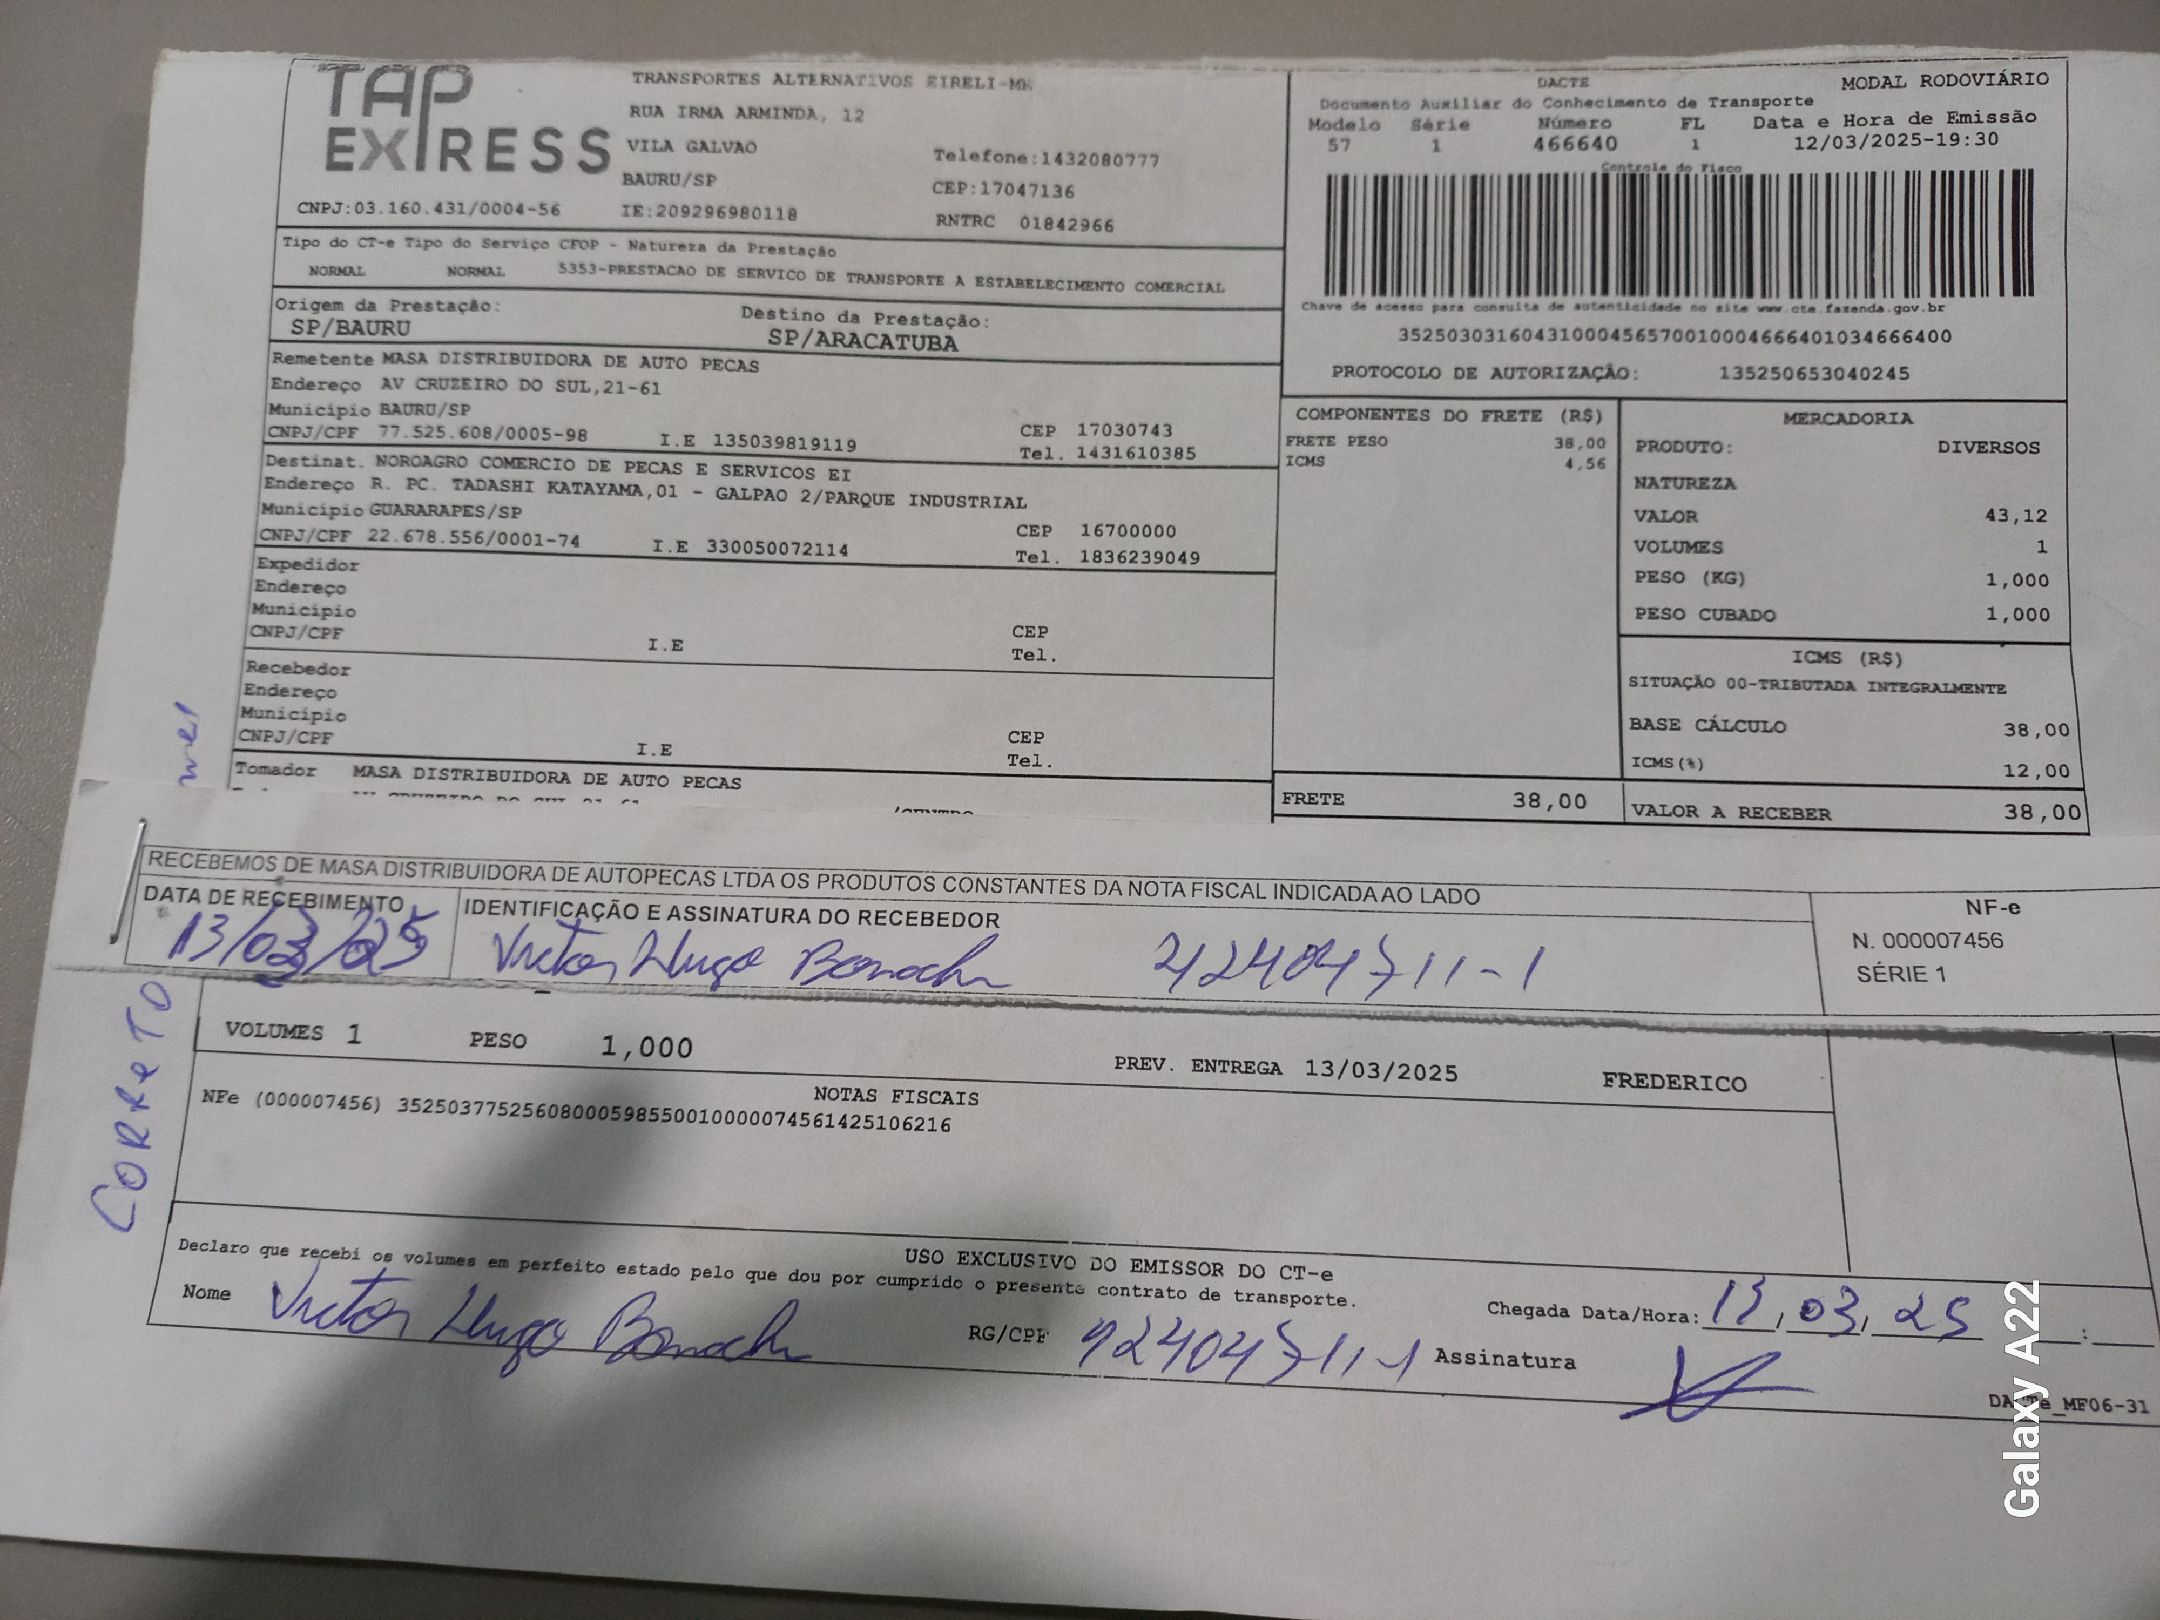 TAP EXPRESS
TRANSPORTES ALTERNATIVOS EIRELI-ME
RUA IRMA ARMINDA, 12
VILA GALVAO
Telefone:1432080777
BAURU/SP
CEP:17047136
CNPJ:03.160.431/0004-56
IE:209296980118
RNTRC 01842966
DACTE
MODAL RODOVIÁRIO
Documento Auxiliar do Conhecimento de Transporte
Modelo Série Número FL Data e Hora de Emissão
57 1 466640 1 12/03/2025-19:30
Controle do Fisco
Chave de acesso para consulta de autenticidade no site www.cte.fazenda.gov.br
35250303160431000456570010004666401034666400
PROTOCOLO DE AUTORIZAÇÃO: 135250653040245
Tipo do CT-e Tipo do Serviço CFOP - Natureza da Prestação
NORMAL NORMAL 5353-PRESTACAO DE SERVICO DE TRANSPORTE A ESTABELECIMENTO COMERCIAL
Origem da Prestação: Destino da Prestação:
SP/BAURU SP/ARACATUBA
Remetente MASA DISTRIBUIDORA DE AUTO PECAS
Endereço AV CRUZEIRO DO SUL,21-61
Município BAURU/SP CEP 17030743
CNPJ/CPF 77.525.608/0005-98 I.E 135039819119 Tel. 1431610385
Destinat. NOROAGRO COMERCIO DE PECAS E SERVICOS EI
Endereço R. PC. TADASHI KATAYAMA,01 - GALPAO 2/PARQUE INDUSTRIAL
Município GUARARAPES/SP CEP 16700000
CNPJ/CPF 22.678.556/0001-74 I.E 330050072114 Tel. 1836239049
Expedidor
Endereço
Município CEP
CNPJ/CPF I.E Tel.
Recebedor
Endereço
Município CEP
CNPJ/CPF I.E Tel.
Tomador MASA DISTRIBUIDORA DE AUTO PECAS
COMPONENTES DO FRETE (R$)
FRETE PESO 38,00
ICMS 4,56
MERCADORIA
PRODUTO: DIVERSOS
NATUREZA
VALOR 43,12
VOLUMES 1
PESO (KG) 1,000
PESO CUBADO 1,000
ICMS (R$)
SITUAÇÃO 00-TRIBUTADA INTEGRALMENTE
BASE CÁLCULO 38,00
ICMS(%) 12,00
FRETE 38,00 VALOR A RECEBER 38,00
RECEBEMOS DE MASA DISTRIBUIDORA DE AUTOPECAS LTDA OS PRODUTOS CONSTANTES DA NOTA FISCAL INDICADA AO LADO
DATA DE RECEBIMENTO IDENTIFICAÇÃO E ASSINATURA DO RECEBEDOR
13/03/25 Victor Hugo 42404711-1
NF-e
N. 000007456
SÉRIE 1
CORRETO
VOLUMES 1 PESO 1,000 PREV. ENTREGA 13/03/2025 FREDERICO
NOTAS FISCAIS
NFe (000007456) 35250377525608000598550010000074561425106216
USO EXCLUSIVO DO EMISSOR DO CT-e
Declaro que recebi os volumes em perfeito estado pelo que dou por cumprido o presente contrato de transporte.
Nome Victor Hugo RG/CPF 42404711-1 Assinatura
Chegada Data/Hora: 13, 03, 25 :
MF06-31
Galaxy A22